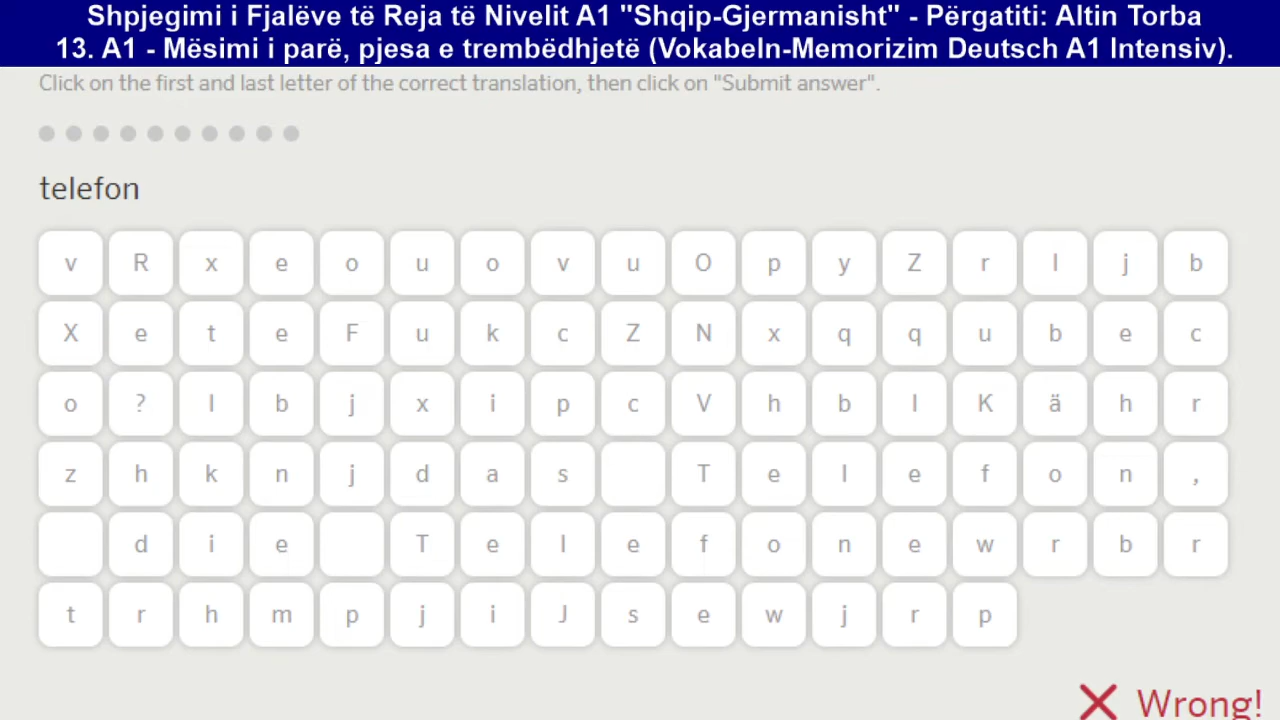 Shpjegimi i Fjalëve të Reja të Nivelit A1 "Shqip-Gjermanisht" - Përgatiti: Altin Torba
13. A1 - Mësimi i parë, pjesa e trembëdhjetë (Vokabeln-Memorizim Deutsch A1 Intensiv).
Click on the first and last letter of the correct translation, then click on "Submit answer".
telefon
v R x e o u o v u O p y Z r l j b
X e t e F u k c Z N x q q u b e c
o ? l b j x i p c V h b l K ä h r
z h k n j d a s T e l e f o n ,
d i e T e l e f o n e w r b r
t r h m p j i J s e w j r p
Wrong!